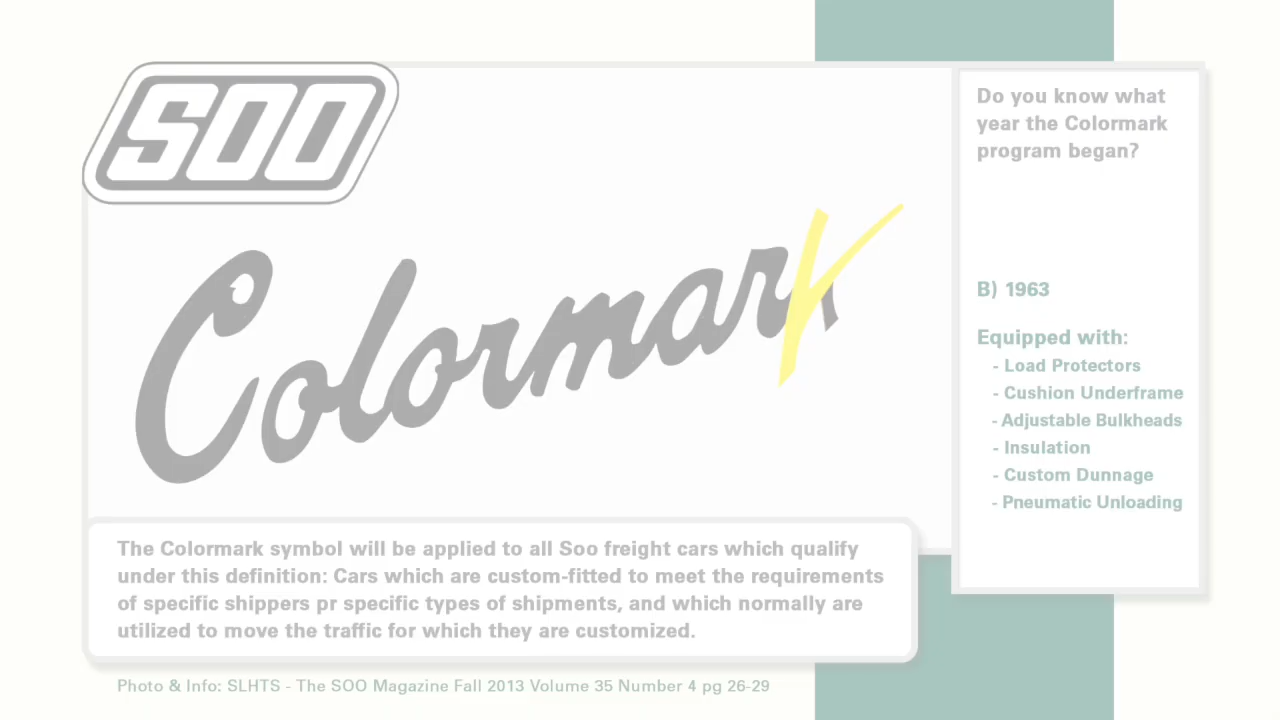 SOO
Colormark
Do you know what
year the Colormark
program began?
B) 1963
Equipped with:
- Load Protectors
- Cushion Underframe
- Adjustable Bulkheads
- Insulation
- Custom Dunnage
- Pneumatic Unloading
The Colormark symbol will be applied to all Soo freight cars which qualify
under this definition: Cars which are custom-fitted to meet the requirements
of specific shippers pr specific types of shipments, and which normally are
utilized to move the traffic for which they are customized.
Photo & Info: SLHTS - The SOO Magazine Fall 2013 Volume 35 Number 4 pg 26-29